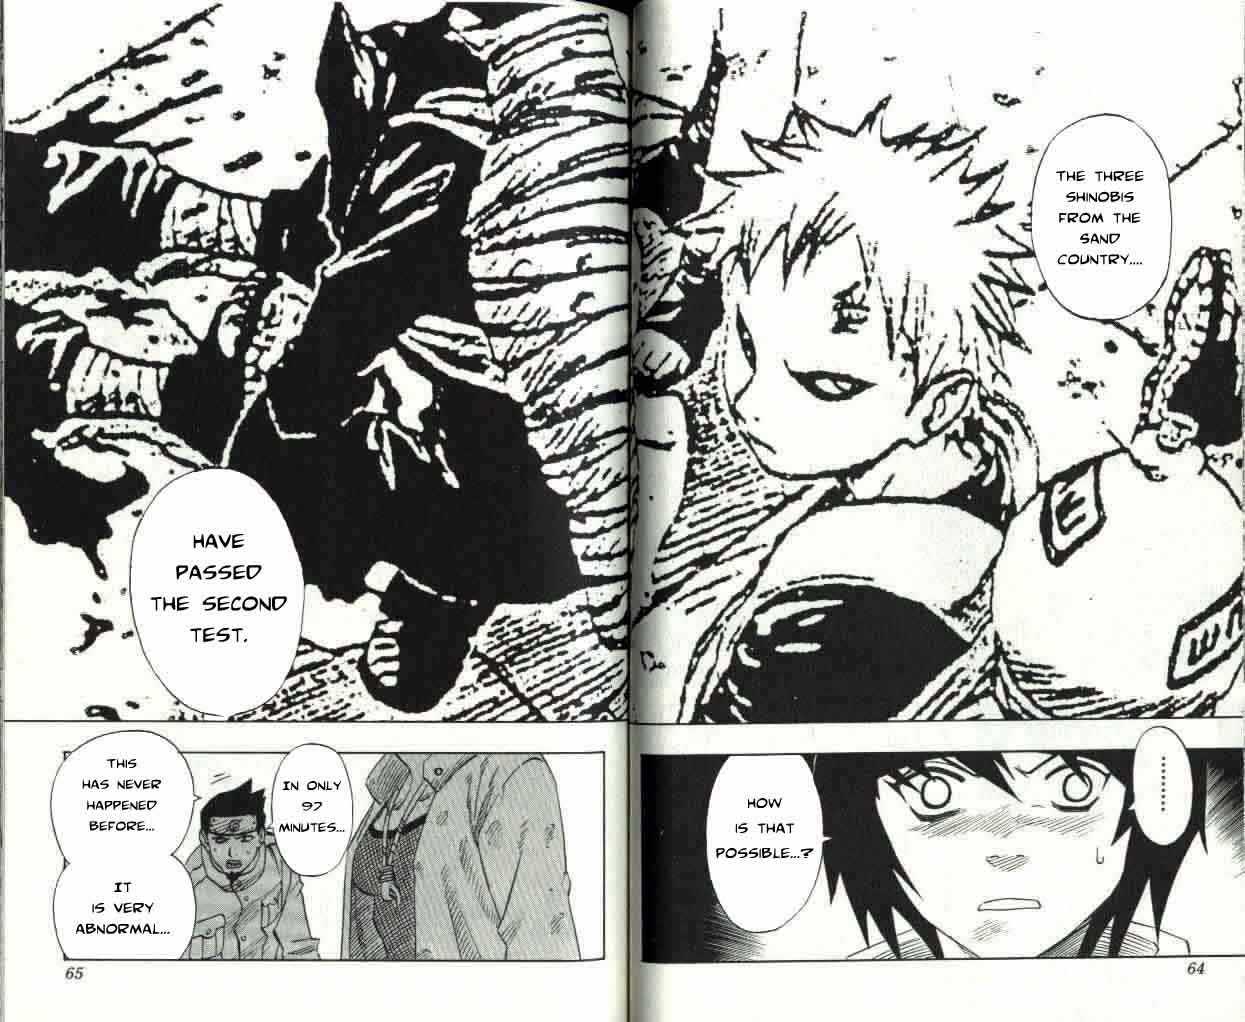 THE THREE
SHINOBIS
FROM THE
SAND
COUNTRY....
HAVE
PASSED
THE SECOND
TEST.
........
HOW
IS THAT
POSSIBLE...?
64
IN ONLY
97
MINUTES...
THIS
HAS NEVER
HAPPENED
BEFORE...
IT
IS VERY
ABNORMAL...
65